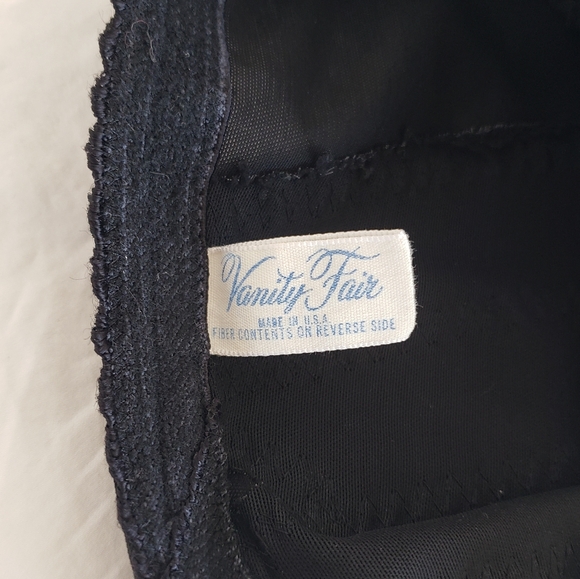 Vanity Fair
MADE IN U.S.A.
FIBER CONTENTS ON REVERSE SIDE